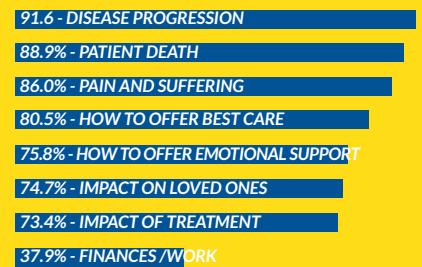 91.6 - DISEASE PROGRESSION
88.9% - PATIENT DEATH
86.0% - PAIN AND SUFFERING
80.5% - HOW TO OFFER BEST CARE
75.8% - HOW TO OFFER EMOTIONAL SUPPORT
74.7% - IMPACT ON LOVED ONES
73.4% - IMPACT OF TREATMENT
37.9% - FINANCES /WORK